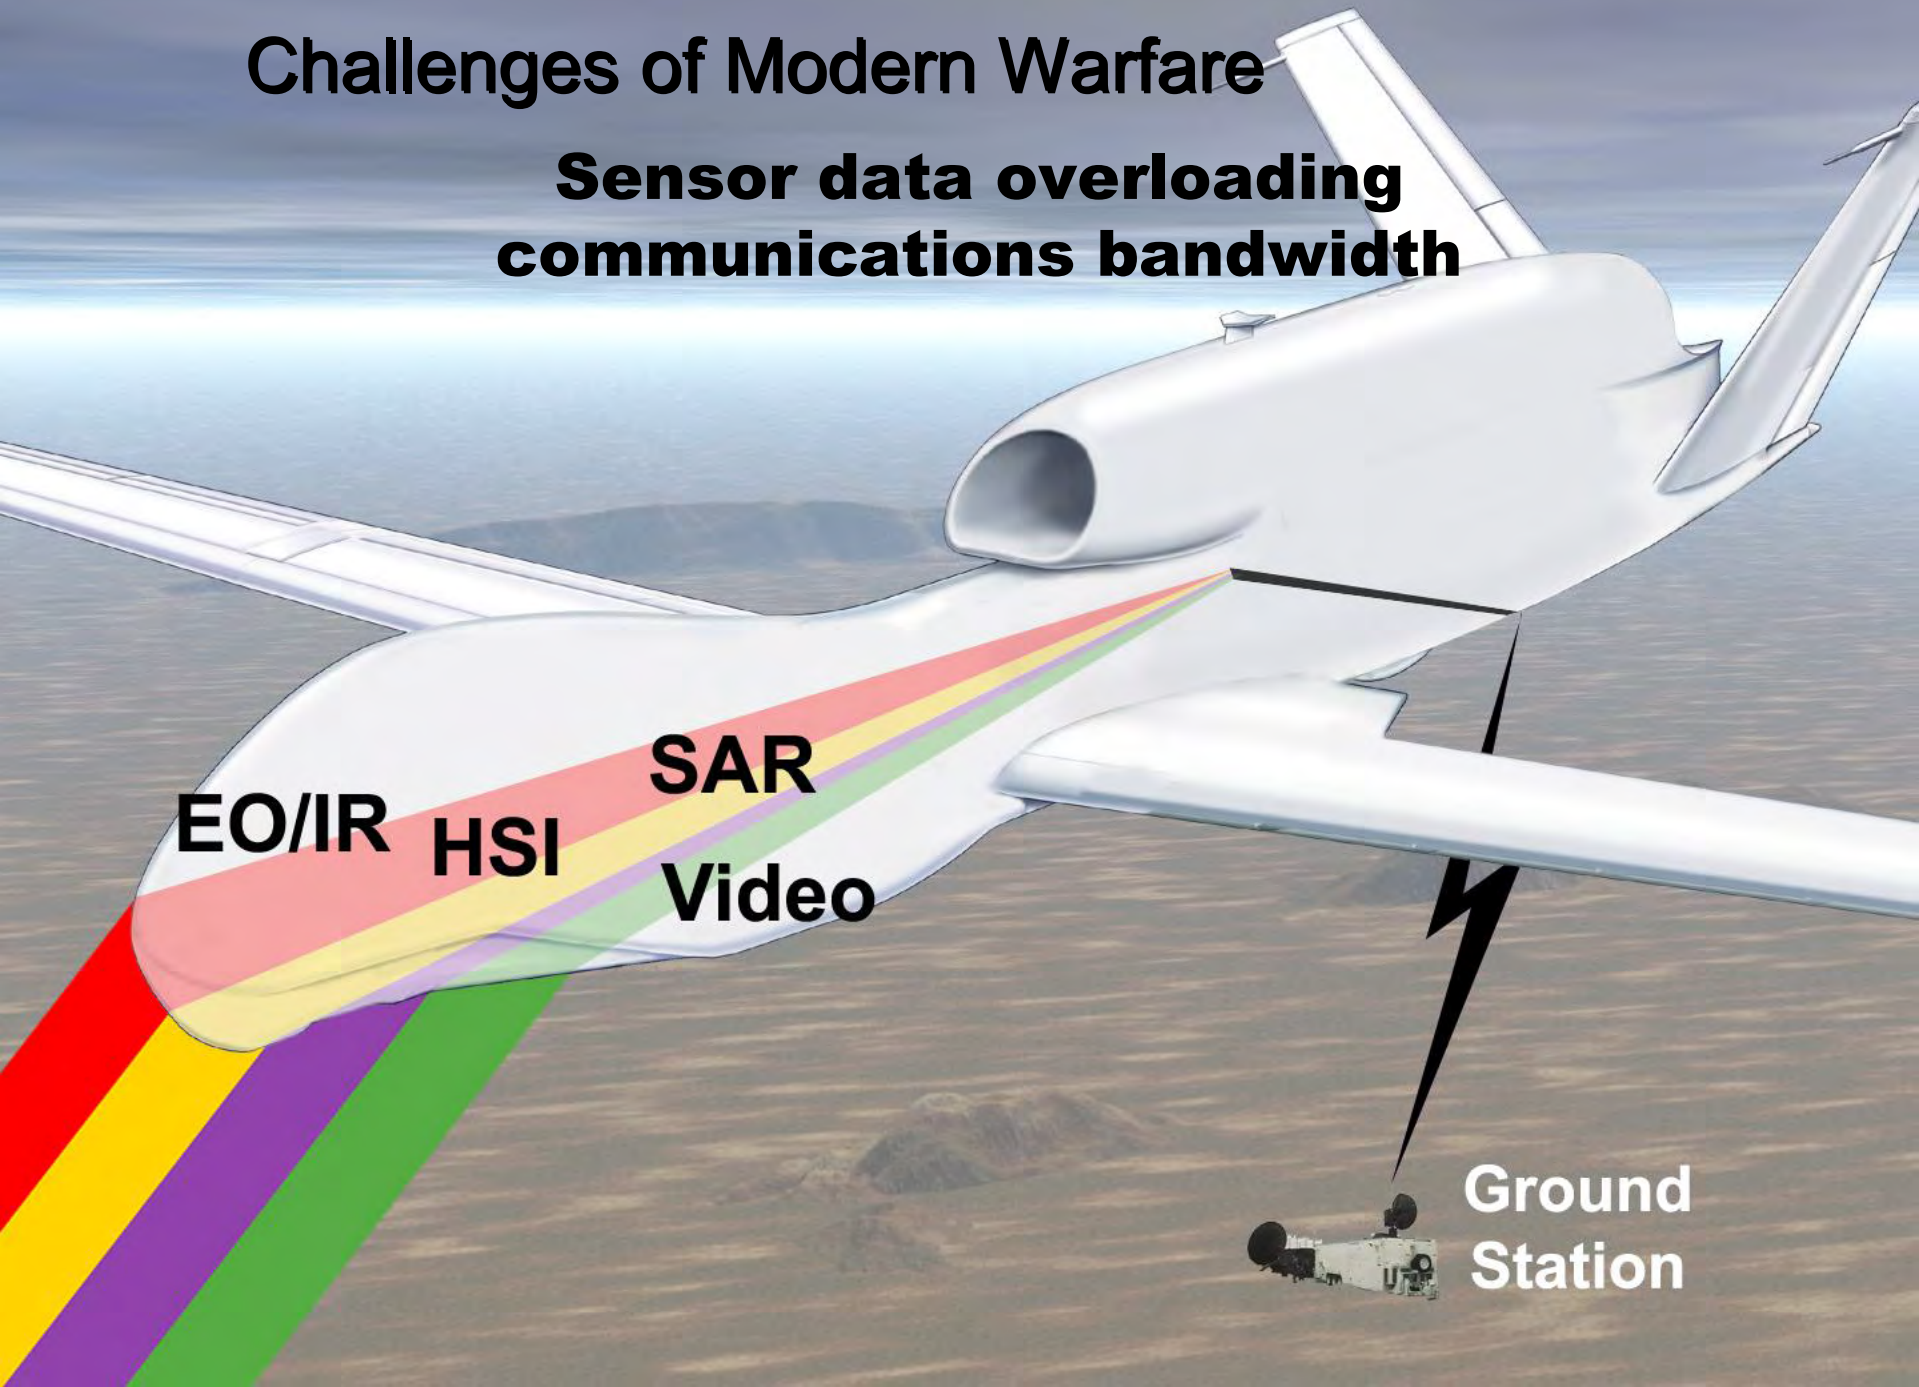 Challenges of Modern Warfare
Sensor data overloading
communications bandwidth
SAR
EO/IR
HSI
Video
Ground
Station